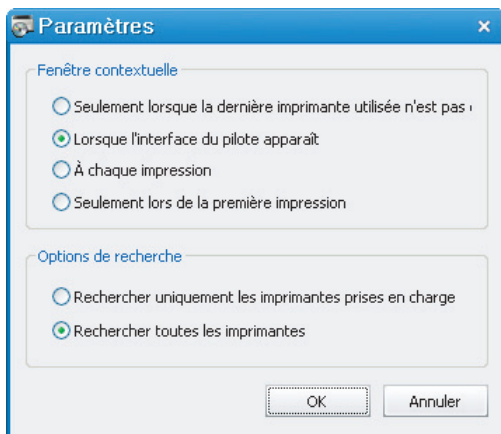 Paramètres
Fenêtre contextuelle
Seulement lorsque la dernière imprimante utilisée n'est pas
Lorsque l'interface du pilote apparaît
À chaque impression
Seulement lors de la première impression
Options de recherche
Rechercher uniquement les imprimantes prises en charge
Rechercher toutes les imprimantes
OK
Annuler